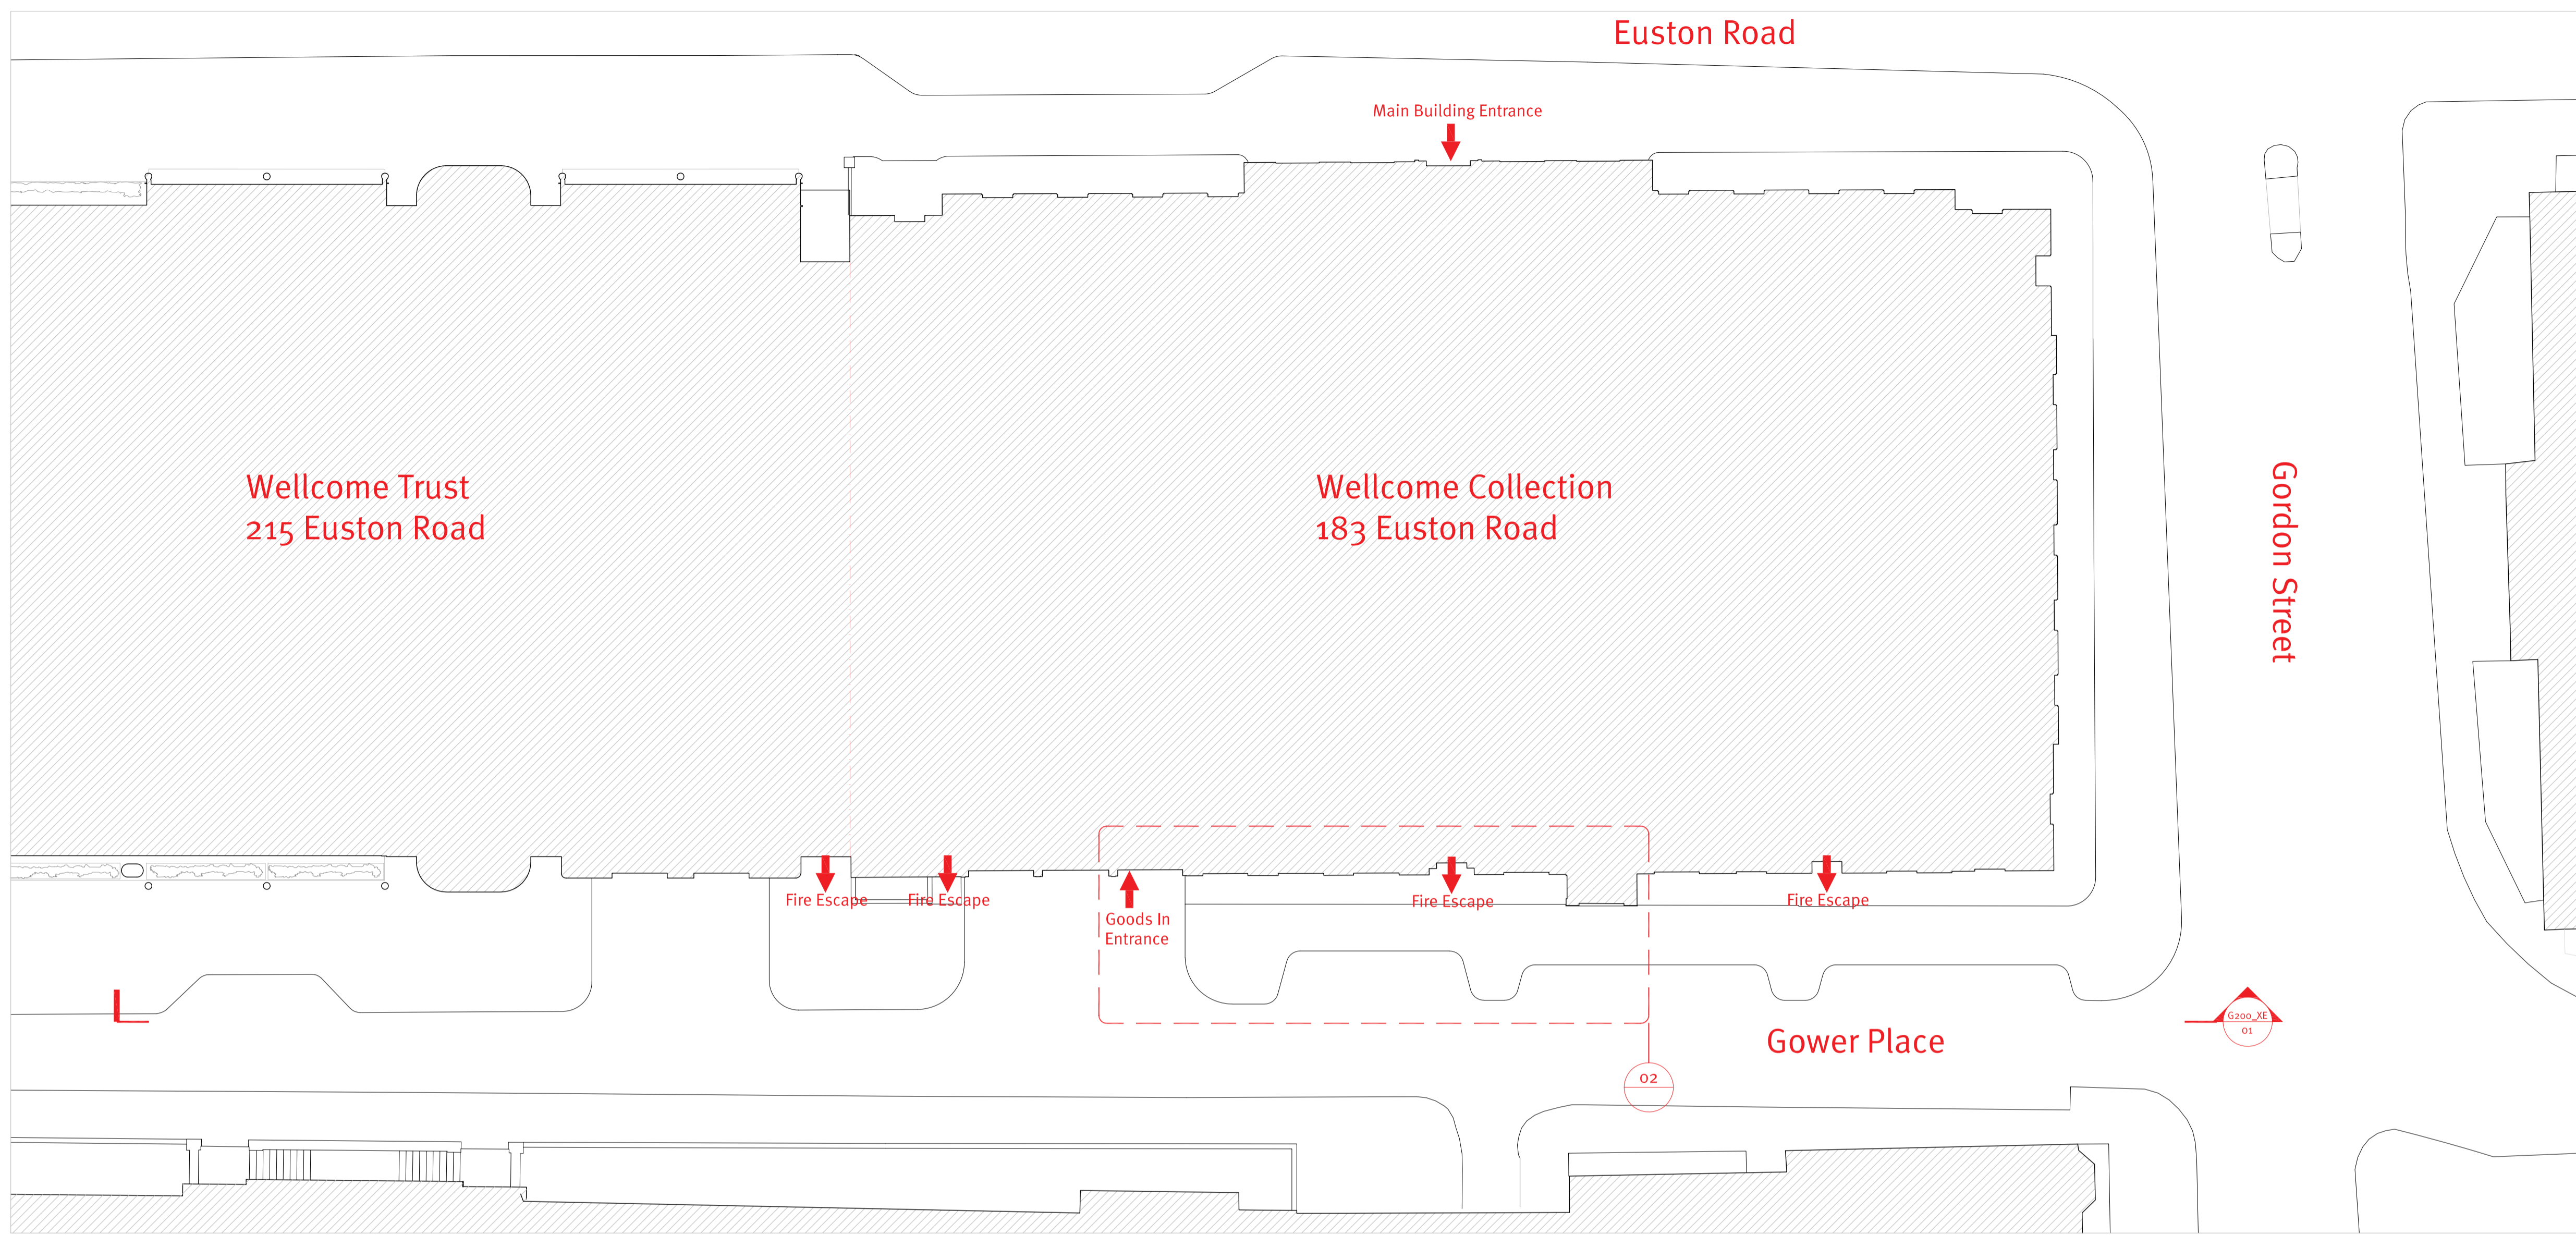 Euston Road
Main Building Entrance
Wellcome Trust
215 Euston Road
Wellcome Collection
183 Euston Road
Gordon Street
Fire Escape
Fire Escape
Goods In
Entrance
Fire Escape
Fire Escape
G200_XE
01
Gower Place
02